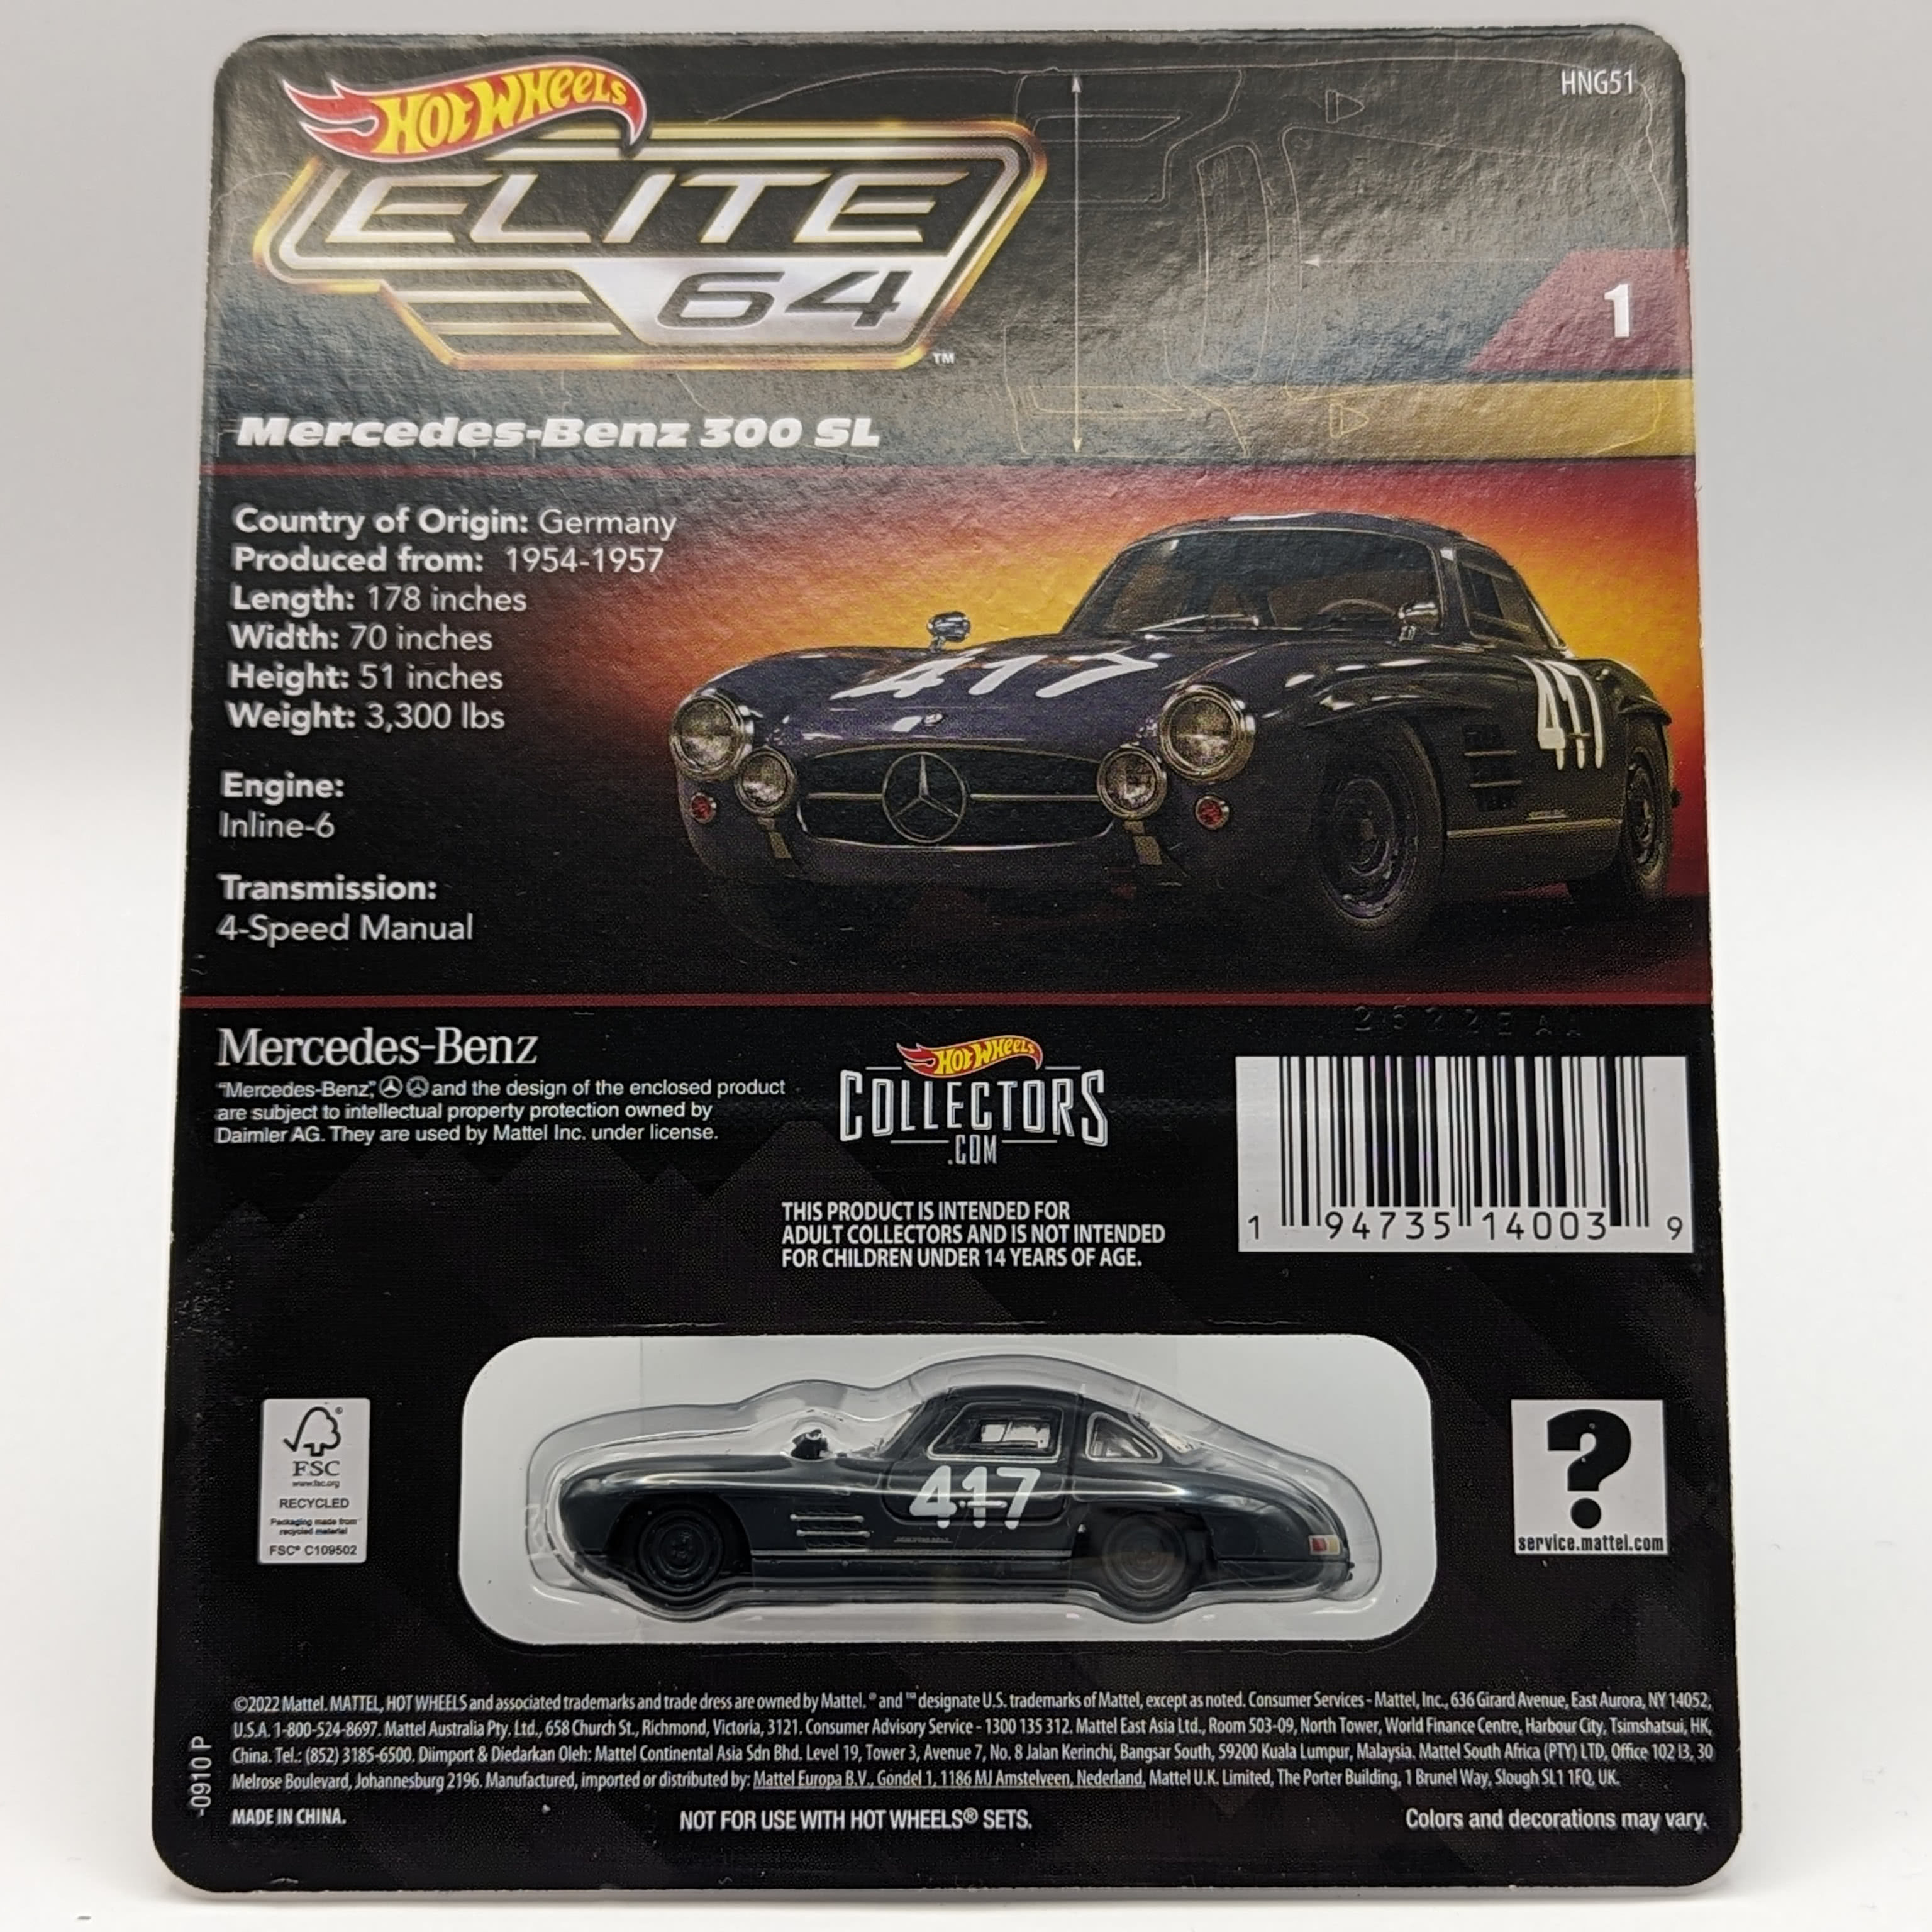 HOT WHEELS
HNG51
ELITE
64
™
1
Mercedes-Benz 300 SL
Country of Origin: Germany
Produced from: 1954-1957
Length: 178 inches
Width: 70 inches
Height: 51 inches
Weight: 3,300 lbs
417
417
Engine:
Inline-6
Transmission:
4-Speed Manual
Mercedes-Benz
"Mercedes-Benz", and the design of the enclosed product
are subject to intellectual property protection owned by
Daimler AG. They are used by Mattel Inc. under license.
HOT WHEELS
COLLECTORS
.COM
THIS PRODUCT IS INTENDED FOR
ADULT COLLECTORS AND IS NOT INTENDED
FOR CHILDREN UNDER 14 YEARS OF AGE.
1 94735 14003 9
417
FSC
www.fsc.org
RECYCLED
Packaging made from
recycled material
FSC® C109502
?
service.mattel.com
©2022 Mattel. MATTEL, HOT WHEELS and associated trademarks and trade dress are owned by Mattel. ® and ™ designate U.S. trademarks of Mattel, except as noted. Consumer Services - Mattel, Inc., 636 Girard Avenue, East Aurora, NY 14052,
U.S.A. 1-800-524-8697. Mattel Australia Pty. Ltd., 658 Church St., Richmond, Victoria, 3121. Consumer Advisory Service - 1300 135 312. Mattel East Asia Ltd., Room 503-09, North Tower, World Finance Centre, Harbour City, Tsimshatsui, HK,
China. Tel.: (852) 3185-6500. Diimport & Diedarkan Oleh: Mattel Continental Asia Sdn Bhd. Level 19, Tower 3, Avenue 7, No. 8 Jalan Kerinchi, Bangsar South, 59200 Kuala Lumpur, Malaysia. Mattel South Africa (PTY) LTD, Office 102 I3, 30
Melrose Boulevard, Johannesburg 2196. Manufactured, imported or distributed by: Mattel Europa B.V., Gondel 1, 1186 MJ Amstelveen, Nederland. Mattel U.K. Limited, The Porter Building, 1 Brunel Way, Slough SL1 1FQ, UK.
-0910 P
MADE IN CHINA.
NOT FOR USE WITH HOT WHEELS® SETS.
Colors and decorations may vary.